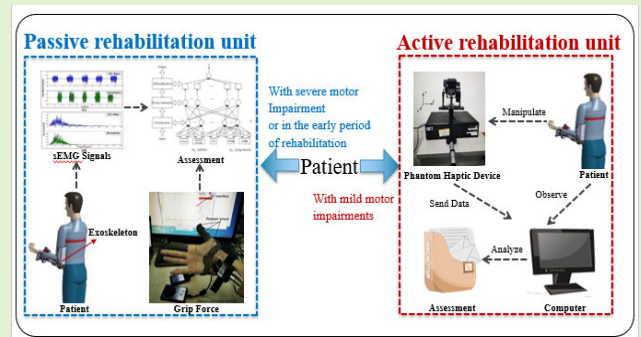 Passive rehabilitation unit
sEMG Signals
Assessment
Exoskeleton
Patient
Grip Force
With severe motor
Impairment
or in the early period
of rehabilitation
Patient
With mild motor
impairments
Active rehabilitation unit
Manipulate
Phantom Haptic Device
Patient
Send Data
Observe
Analyze
Assessment
Computer